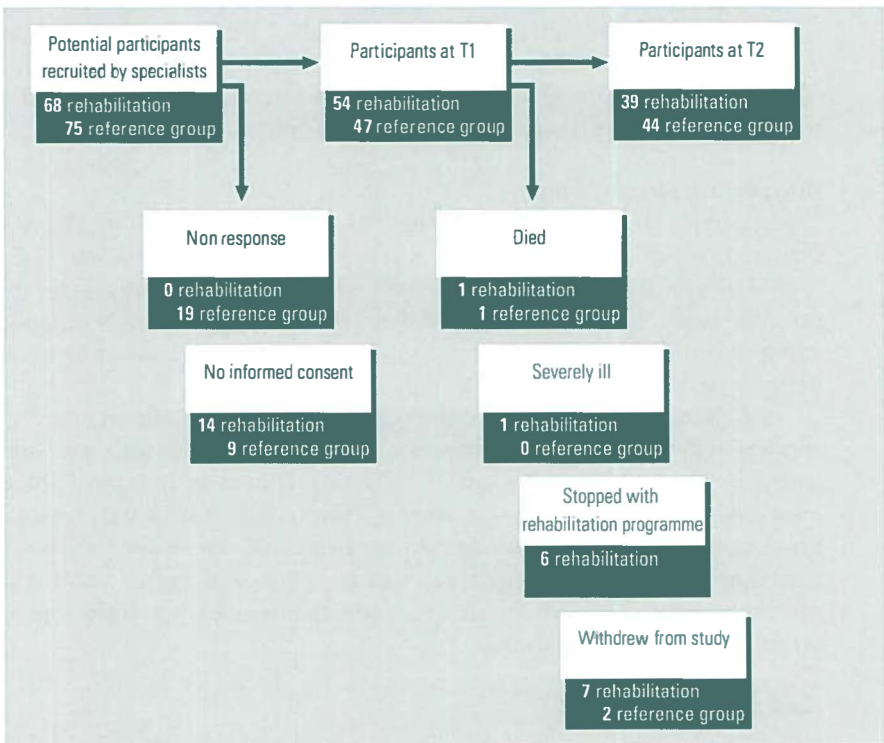 Potential participants
recruited by specialists
68 rehabilitation
75 reference group
Participants at T1
54 rehabilitation
47 reference group
Participants at T2
39 rehabilitation
44 reference group
Non response
0 rehabilitation
19 reference group
No informed consent
14 rehabilitation
9 reference group
Died
1 rehabilitation
1 reference group
Severely ill
1 rehabilitation
0 reference group
Stopped with
rehabilitation programme
6 rehabilitation
Withdrew from study
7 rehabilitation
2 reference group